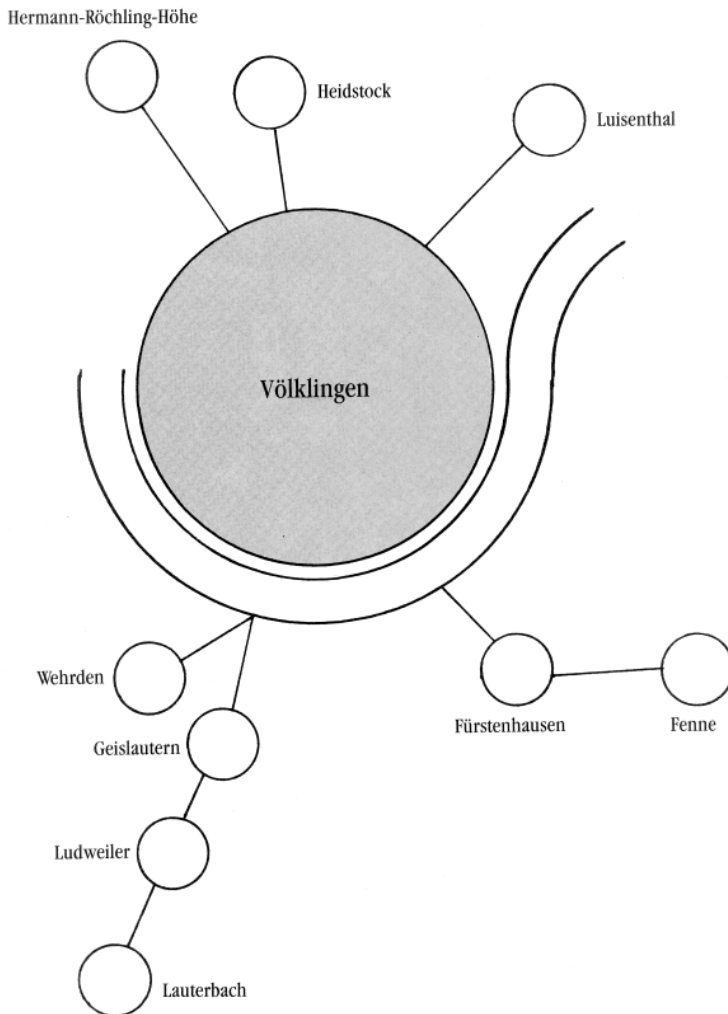 Hermann-Röchling-Höhe
Heidstock
Luisenthal
Völklingen
Wehrden
Fürstenhausen
Fenne
Geislautern
Ludweiler
Lauterbach